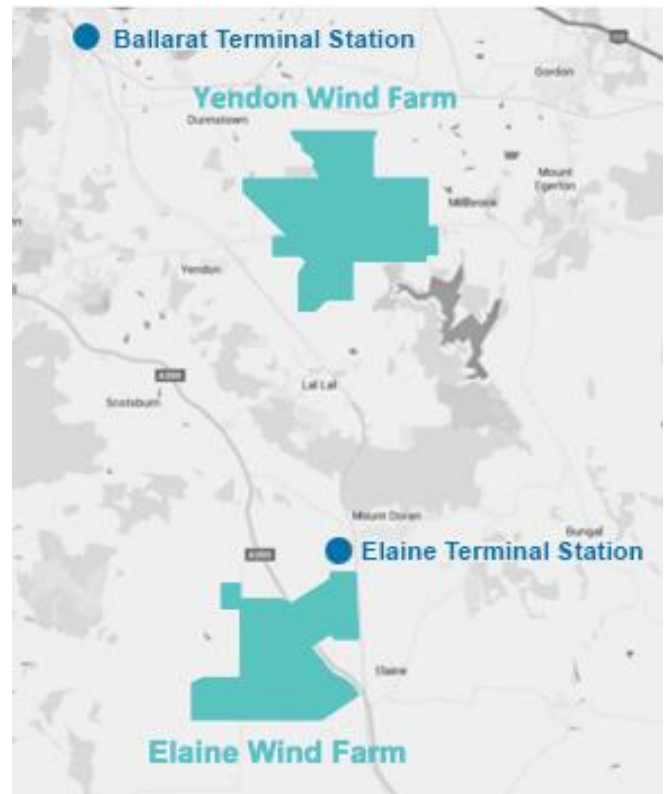 Ballarat Terminal Station
Gordon
Yendon Wind Farm
Dunnstown
Mount
Egerton
Millbrook
Yendon
Lal Lal
A300
Scotsburn
Mount Doran
Bungal
Elaine Terminal Station
A300
Elaine
Elaine Wind Farm